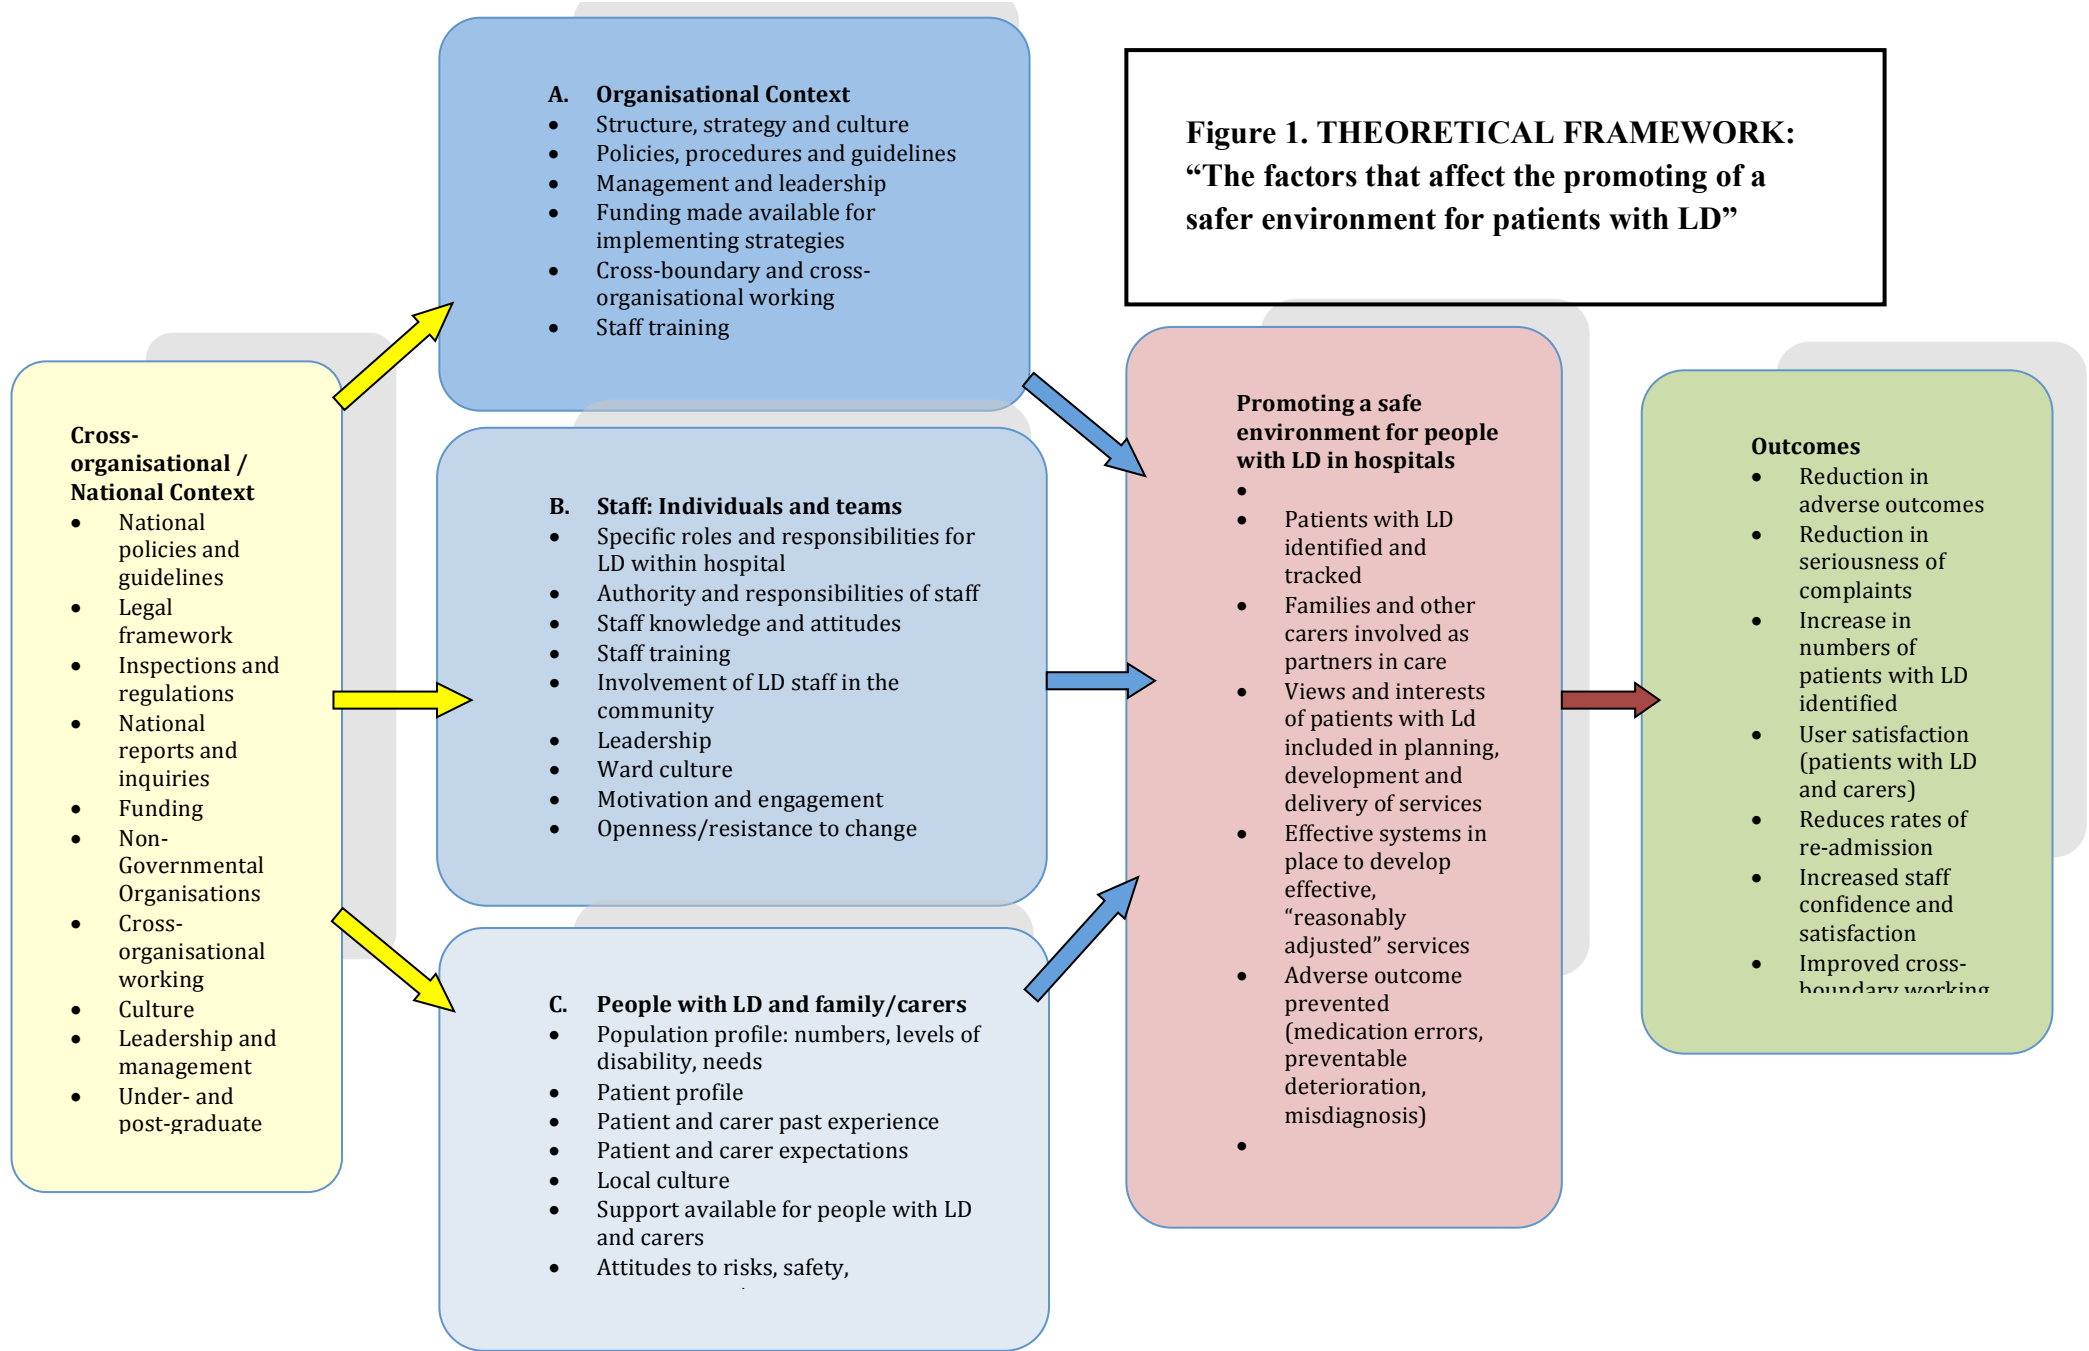 Figure 1. THEORETICAL FRAMEWORK:
“The factors that affect the promoting of a
safer environment for patients with LD”
Cross-
organisational /
National Context
• National
policies and
guidelines
• Legal
framework
• Inspections and
regulations
• National
reports and
inquiries
• Funding
• Non-
Governmental
Organisations
• Cross-
organisational
working
• Culture
• Leadership and
management
• Under- and
post-graduate
A. Organisational Context
• Structure, strategy and culture
• Policies, procedures and guidelines
• Management and leadership
• Funding made available for
implementing strategies
• Cross-boundary and cross-
organisational working
• Staff training
B. Staff: Individuals and teams
• Specific roles and responsibilities for
LD within hospital
• Authority and responsibilities of staff
• Staff knowledge and attitudes
• Staff training
• Involvement of LD staff in the
community
• Leadership
• Ward culture
• Motivation and engagement
• Openness/resistance to change
C. People with LD and family/carers
• Population profile: numbers, levels of
disability, needs
• Patient profile
• Patient and carer past experience
• Patient and carer expectations
• Local culture
• Support available for people with LD
and carers
• Attitudes to risks, safety,
Promoting a safe
environment for people
with LD in hospitals
•
• Patients with LD
identified and
tracked
• Families and other
carers involved as
partners in care
• Views and interests
of patients with Ld
included in planning,
development and
delivery of services
• Effective systems in
place to develop
effective,
“reasonably
adjusted” services
• Adverse outcome
prevented
(medication errors,
preventable
deterioration,
misdiagnosis)
•
Outcomes
• Reduction in
adverse outcomes
• Reduction in
seriousness of
complaints
• Increase in
numbers of
patients with LD
identified
• User satisfaction
(patients with LD
and carers)
• Reduces rates of
re-admission
• Increased staff
confidence and
satisfaction
• Improved cross-
boundary working